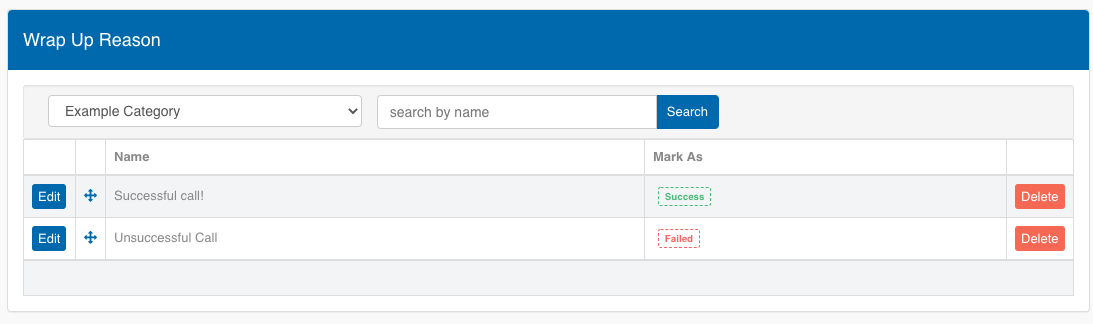 Wrap Up Reason
Example Category search by name Search
Name Mark As
Edit Successful call! Success Delete
Edit Unsuccessful Call Failed Delete